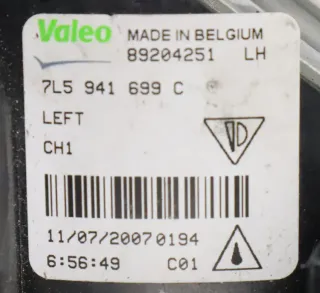 Valeo MADE IN BELGIUM
89204251 LH
7L5 941 699 C
LEFT
CH1
11/07/20070194
6:56:49 C01